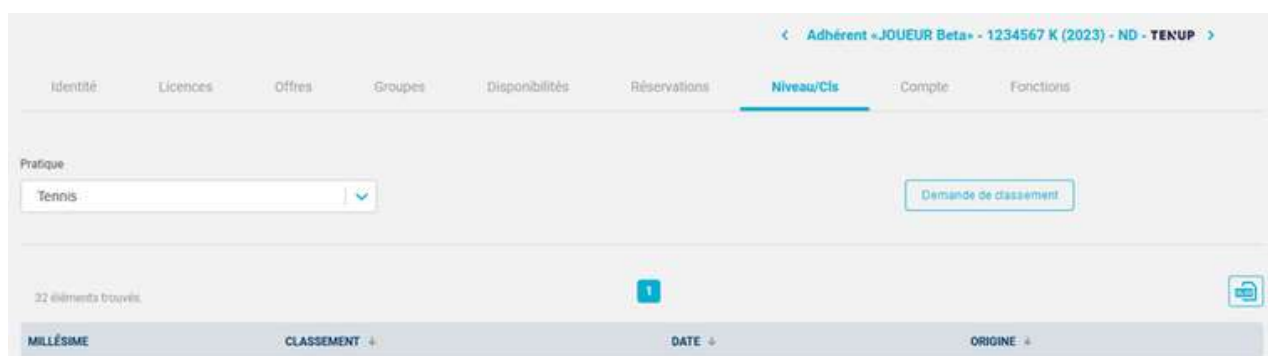 < Adhérent «JOUEUR Beta» - 1234567 K (2023) - ND - TENUP >
Identité Licences Offres Groupes Disponibilités Réservations Niveau/Cls Compte Fonctions
Pratique
Tennis
Demande de classement
32 éléments trouvés.
1
MILLÉSIME CLASSEMENT DATE ORIGINE